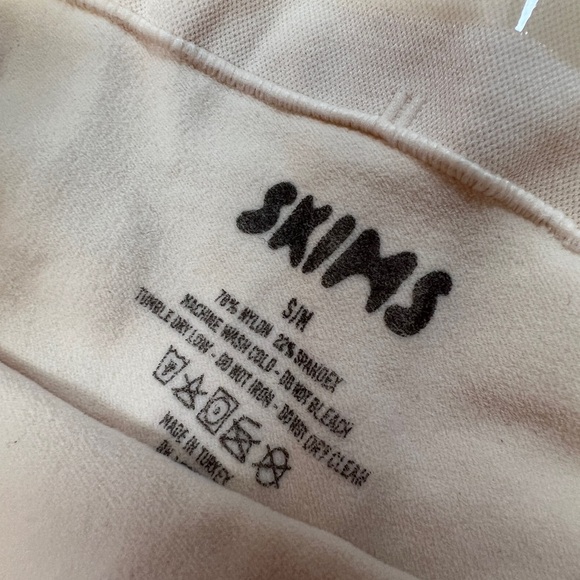 SKIMS
S/M
78% NYLON 22% SPANDEX
MACHINE WASH COLD - DO NOT BLEACH
TUMBLE DRY LOW - DO NOT IRON - DO NOT DRY CLEAN
MADE IN TURKEY
RN